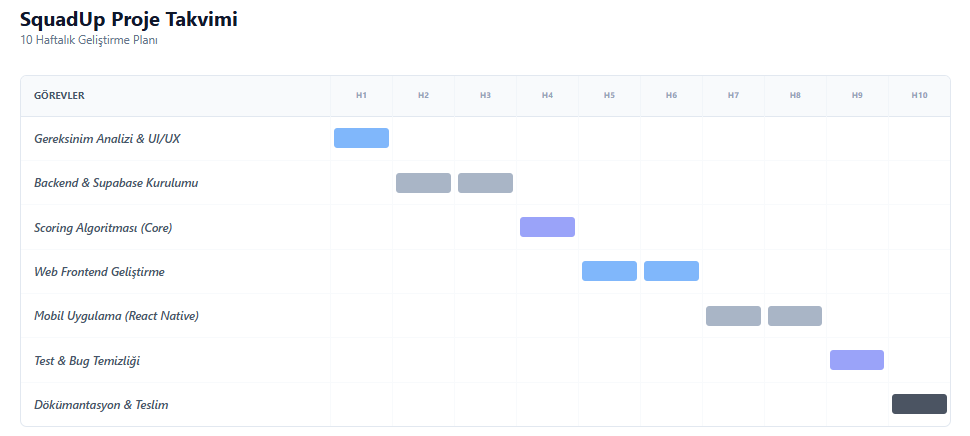 SquadUp Proje Takvimi
10 Haftalık Geliştirme Planı
GÖREVLER H1 H2 H3 H4 H5 H6 H7 H8 H9 H10
Gereksinim Analizi & UI/UX
Backend & Supabase Kurulumu
Scoring Algoritması (Core)
Web Frontend Geliştirme
Mobil Uygulama (React Native)
Test & Bug Temizliği
Dökümantasyon & Teslim